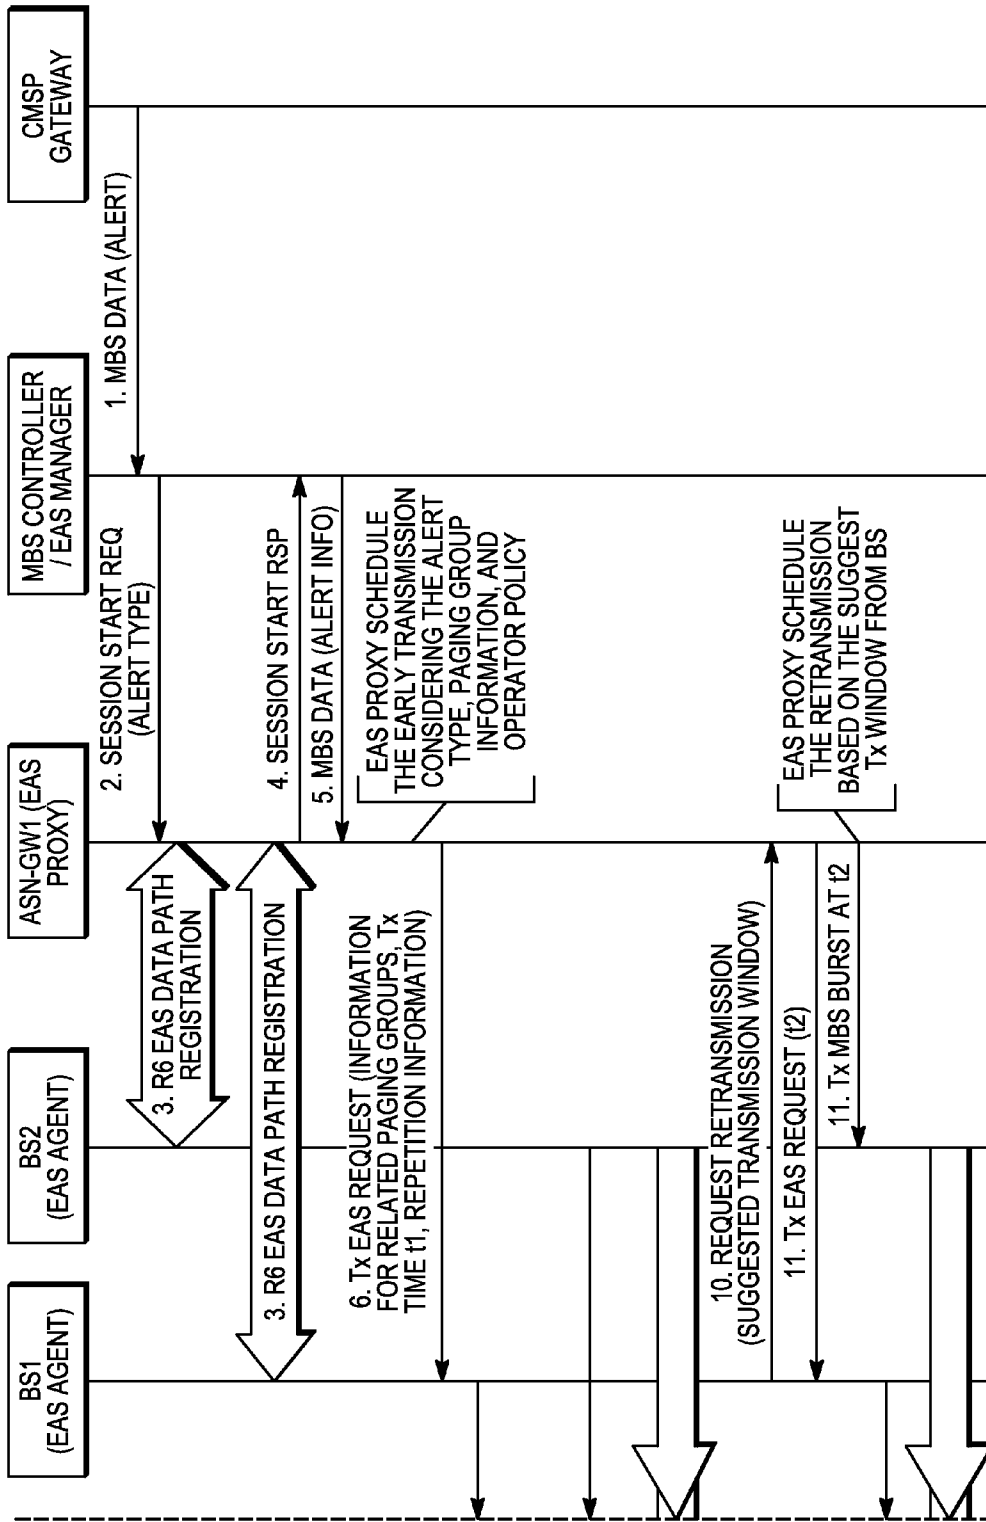 BS1
(EAS AGENT)
BS2
(EAS AGENT)
ASN-GW1 (EAS
PROXY)
MBS CONTROLLER
/ EAS MANAGER
CMSP
GATEWAY
1. MBS DATA (ALERT)
2. SESSION START REQ
(ALERT TYPE)
3. R6 EAS DATA PATH
REGISTRATION
3. R6 EAS DATA PATH REGISTRATION
4. SESSION START RSP
5. MBS DATA (ALERT INFO)
EAS PROXY SCHEDULE
THE EARLY TRANSMISSION
CONSIDERING THE ALERT
TYPE, PAGING GROUP
INFORMATION, AND
OPERATOR POLICY
6. Tx EAS REQUEST (INFORMATION
FOR RELATED PAGING GROUPS, Tx
TIME t1, REPETITION INFORMATION)
10. REQUEST RETRANSMISSION
(SUGGESTED TRANSMISSION WINDOW)
EAS PROXY SCHEDULE
THE RETRANSMISSION
BASED ON THE SUGGEST
Tx WINDOW FROM BS
11. Tx EAS REQUEST (t2)
11. Tx MBS BURST AT t2